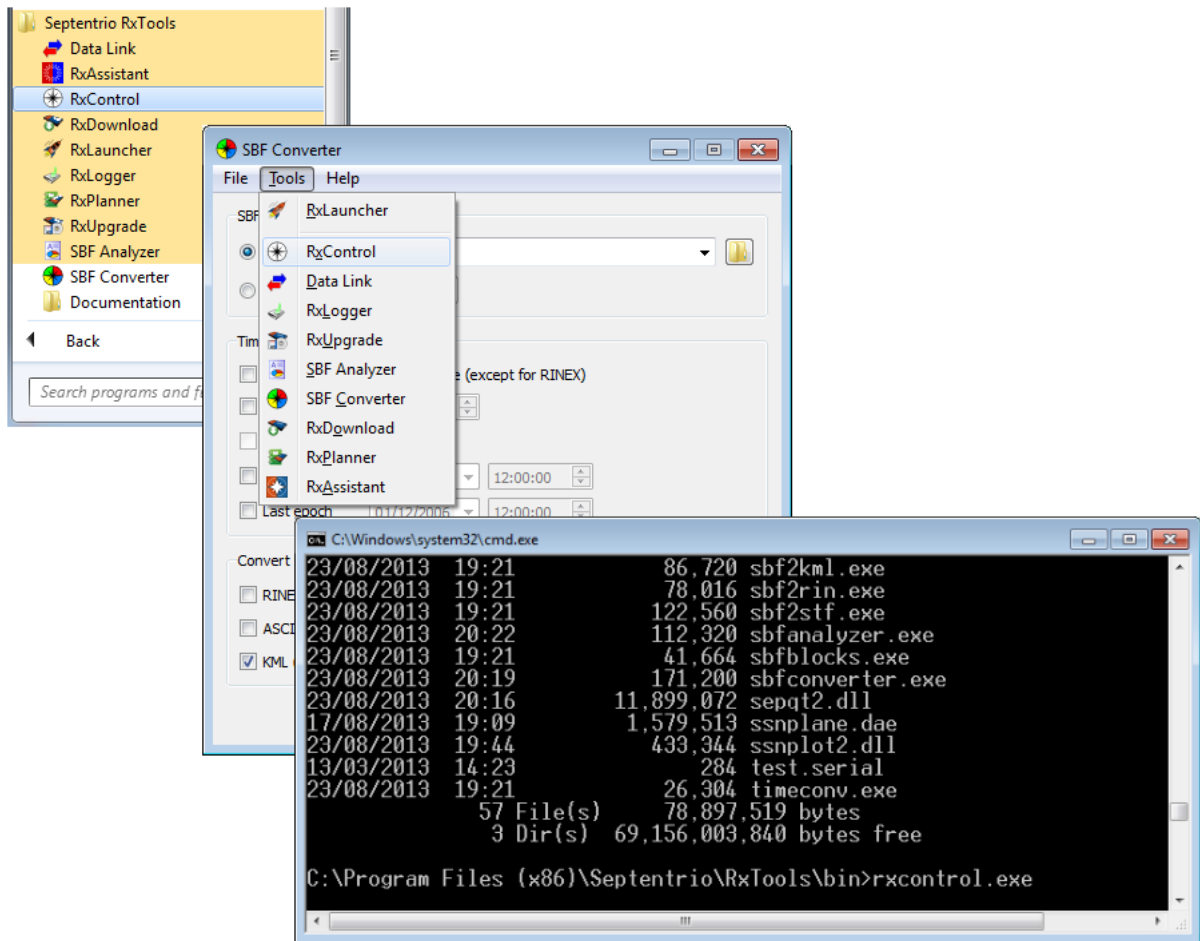 Septentrio RxTools
Data Link
RxAssistant
RxControl
RxDownload
RxLauncher
RxLogger
RxPlanner
RxUpgrade
SBF Analyzer
SBF Converter
Documentation
Back
Search programs and
SBF Converter
File Tools Help
SBF
RxLauncher
RxControl
Data Link
RxLogger
RxUpgrade
SBF Analyzer
SBF Converter
RxDownload
RxPlanner
RxAssistant
Tim
(except for RINEX)
12:00:00
Last epoch 01/12/2006 12:00:00
Convert
RINE
ASCI
KML
C:\Windows\system32\cmd.exe
23/08/2013 19:21 86,720 sbf2kml.exe
23/08/2013 19:21 78,016 sbf2rin.exe
23/08/2013 19:21 122,560 sbf2stf.exe
23/08/2013 20:22 112,320 sbfanalyzer.exe
23/08/2013 19:21 41,664 sbfblocks.exe
23/08/2013 20:19 171,200 sbfconverter.exe
23/08/2013 20:16 11,899,072 sepqt2.dll
17/08/2013 19:09 1,579,513 ssnplane.dae
23/08/2013 19:44 433,344 ssnplot2.dll
13/03/2013 14:23 284 test.serial
23/08/2013 19:21 26,304 timeconv.exe
57 File(s) 78,897,519 bytes
3 Dir(s) 69,156,003,840 bytes free
C:\Program Files (x86)\Septentrio\RxTools\bin>rxcontrol.exe